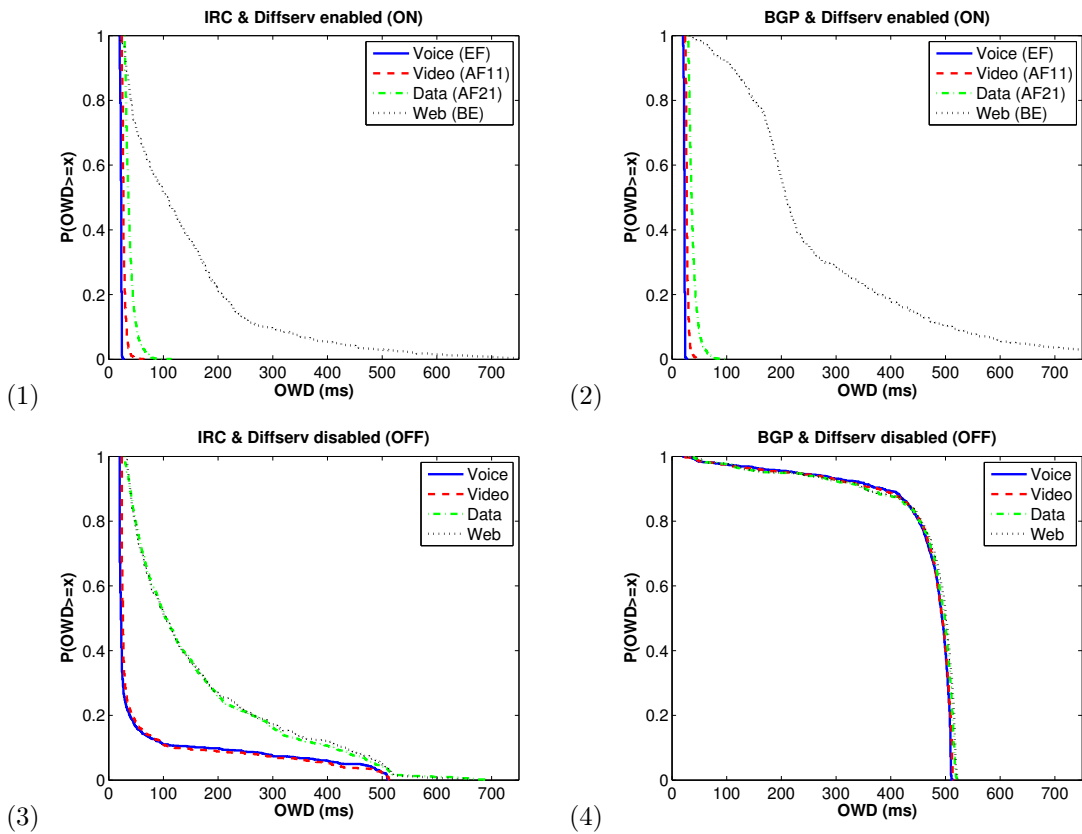 IRC & Diffserv enabled (ON)
1
0.8
0.6
0.4
0.2
0
P(OWD>=x)
0 100 200 300 400 500 600 700
OWD (ms)
Voice (EF)
Video (AF11)
Data (AF21)
Web (BE)
(1)
BGP & Diffserv enabled (ON)
1
0.8
0.6
0.4
0.2
0
P(OWD>=x)
0 100 200 300 400 500 600 700
OWD (ms)
Voice (EF)
Video (AF11)
Data (AF21)
Web (BE)
(2)
IRC & Diffserv disabled (OFF)
1
0.8
0.6
0.4
0.2
0
P(OWD>=x)
0 100 200 300 400 500 600 700
OWD (ms)
Voice
Video
Data
Web
(3)
BGP & Diffserv disabled (OFF)
1
0.8
0.6
0.4
0.2
0
P(OWD>=x)
0 100 200 300 400 500 600 700
OWD (ms)
Voice
Video
Data
Web
(4)